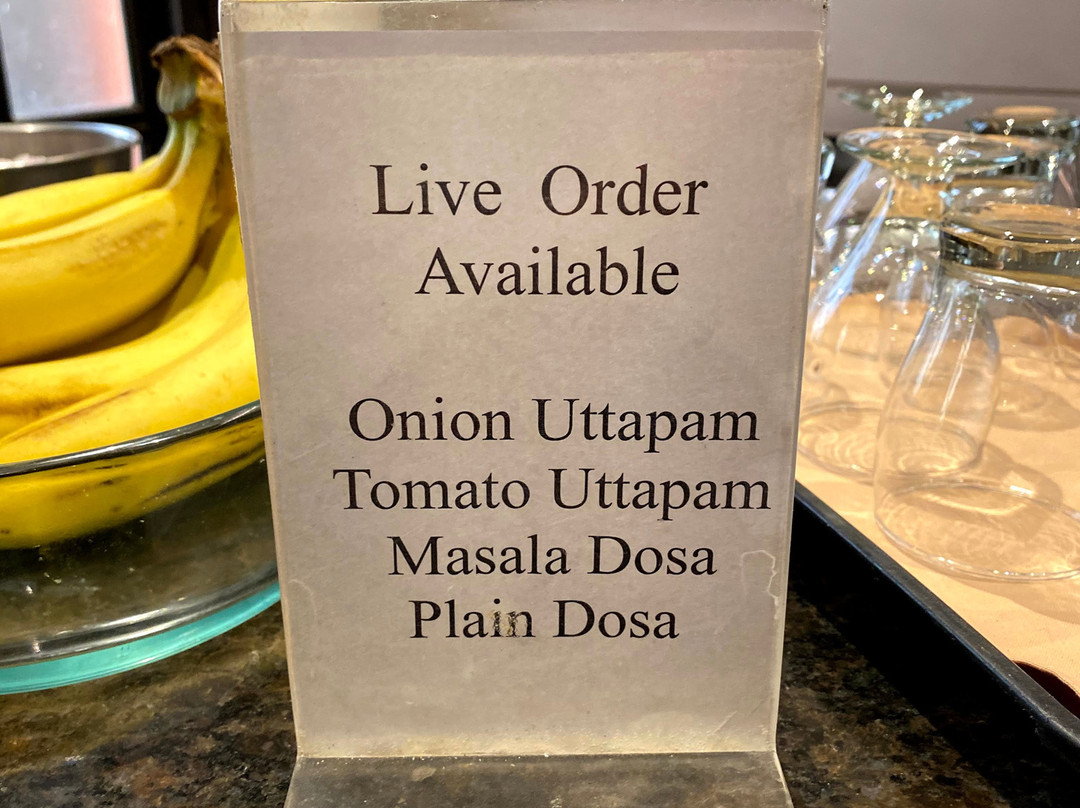 Live Order
Available
Onion Uttapam
Tomato Uttapam
Masala Dosa
Plain Dosa